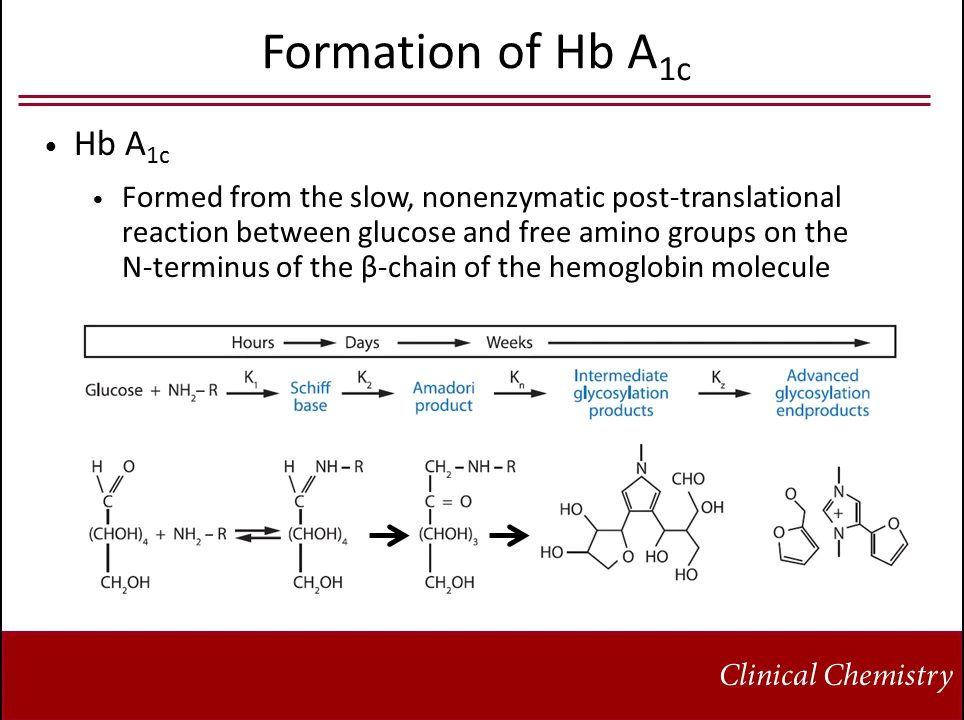 Formation of Hb A1c
• Hb A1c
• Formed from the slow, nonenzymatic post-translational
reaction between glucose and free amino groups on the
N-terminus of the β-chain of the hemoglobin molecule
Hours Days Weeks
Glucose + NH2 – R K1 Schiff base K2 Amadori product Kn Intermediate glycosylation products Kz Advanced glycosylation endproducts
H O H NH – R CH2 – NH – R N CHO
C C C = O HO OH O N
(CHOH)4 + NH2 – R (CHOH)4 (CHOH)3 + O
HO O HO O N
CH2OH CH2OH CH2OH HO
Clinical Chemistry